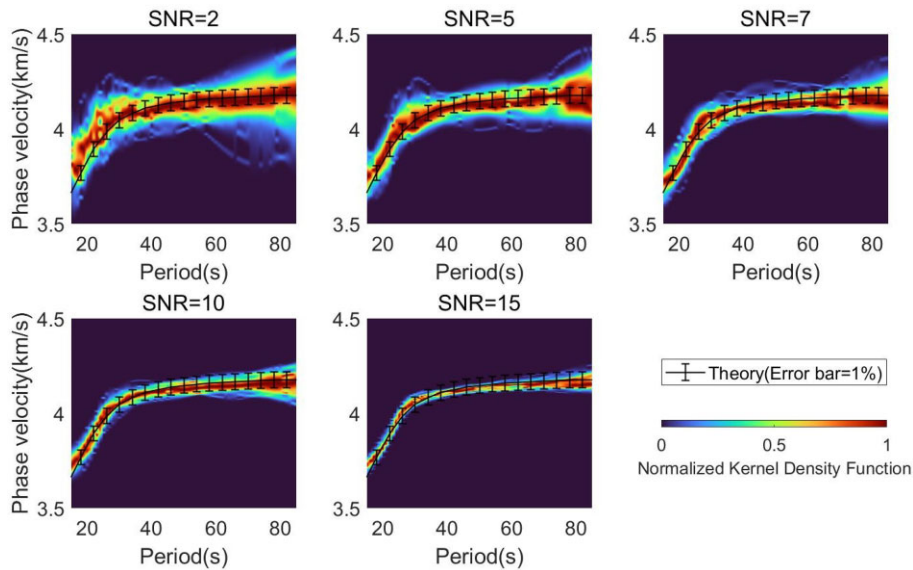 SNR=2
SNR=5
SNR=7
Phase velocity(km/s)
4.5
4
3.5
20 40 60 80
Period(s)
4.5
4
3.5
20 40 60 80
Period(s)
4.5
4
3.5
20 40 60 80
Period(s)
SNR=10
SNR=15
Phase velocity(km/s)
4.5
4
3.5
20 40 60 80
Period(s)
4.5
4
3.5
20 40 60 80
Period(s)
Theory(Error bar=1%)
0 0.5 1
Normalized Kernel Density Function